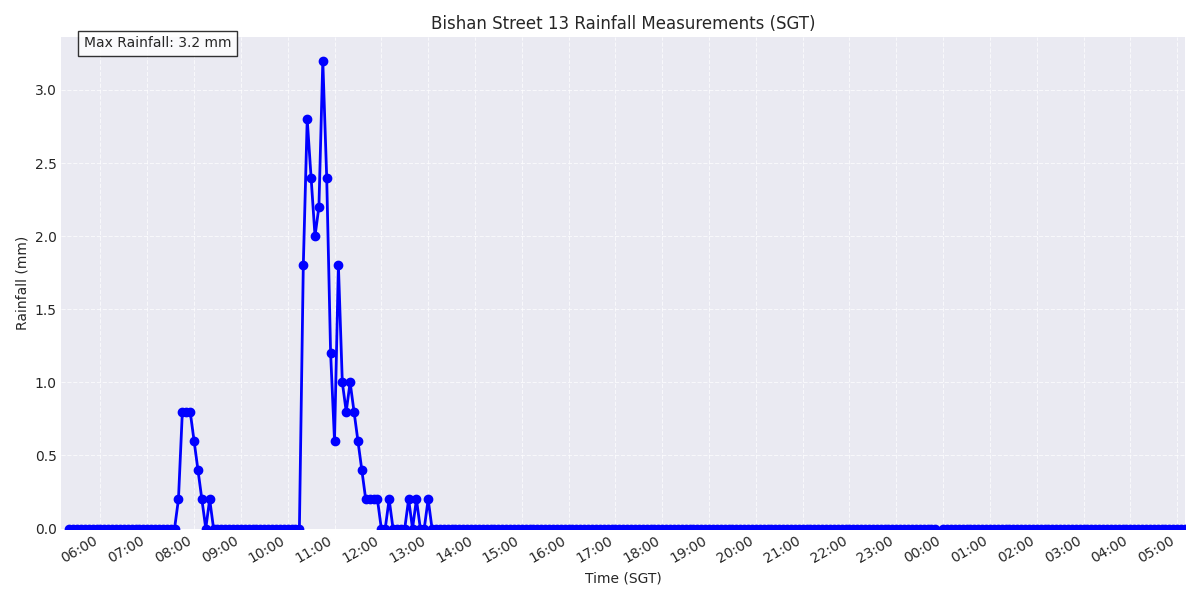 Bishan Street 13 Rainfall Measurements (SGT)
Max Rainfall: 3.2 mm
Rainfall (mm)
3.0
2.5
2.0
1.5
1.0
0.5
0.0
06:00 07:00 08:00 09:00 10:00 11:00 12:00 13:00 14:00 15:00 16:00 17:00 18:00 19:00 20:00 21:00 22:00 23:00 00:00 01:00 02:00 03:00 04:00 05:00
Time (SGT)